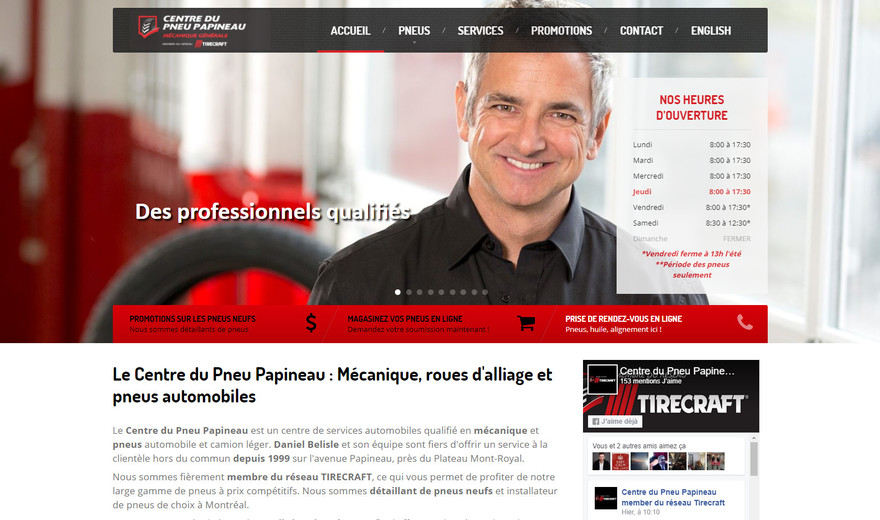 CENTRE DU
PNEU PAPINEAU
MÉCANIQUE GÉNÉRALE
TIRECRAFT
ACCUEIL / PNEUS / SERVICES / PROMOTIONS / CONTACT / ENGLISH
NOS HEURES
D'OUVERTURE
Lundi 8:00 à 17:30
Mardi 8:00 à 17:30
Mercredi 8:00 à 17:30
Jeudi 8:00 à 17:30
Vendredi 8:00 à 17:30*
Samedi 8:30 à 12:30*
Dimanche FERMER
*Vendredi ferme à 13h l'été
**Période des pneus
seulement
Des professionnels qualifiés
PROMOTIONS SUR LES PNEUS NEUFS
Nous sommes détaillants de pneus
$
MAGASINEZ VOS PNEUS EN LIGNE
Demandez votre soumission maintenant !
PRISE DE RENDEZ-VOUS EN LIGNE
Pneus, huile, alignement ici !
Le Centre du Pneu Papineau : Mécanique, roues d'alliage et
pneus automobiles
Le Centre du Pneu Papineau est un centre de services automobiles qualifié en mécanique et
pneus automobile et camion léger. Daniel Belisle et son équipe sont fiers d'offrir un service à la
clientèle hors du commun depuis 1999 sur l'avenue Papineau, près du Plateau Mont-Royal.
Nous sommes fièrement membre du réseau TIRECRAFT, ce qui vous permet de profiter de notre
large gamme de pneus à prix compétitifs. Nous sommes détaillant de pneus neufs et installateur
de pneus de choix à Montréal.
Centre du Pneu Papine...
153 mentions J'aime
TIRECRAFT
J'aime déjà
Vous et 2 autres amis aimez ça
Centre du Pneu Papineau
membre du réseau Tirecraft
Hier, à 10:10